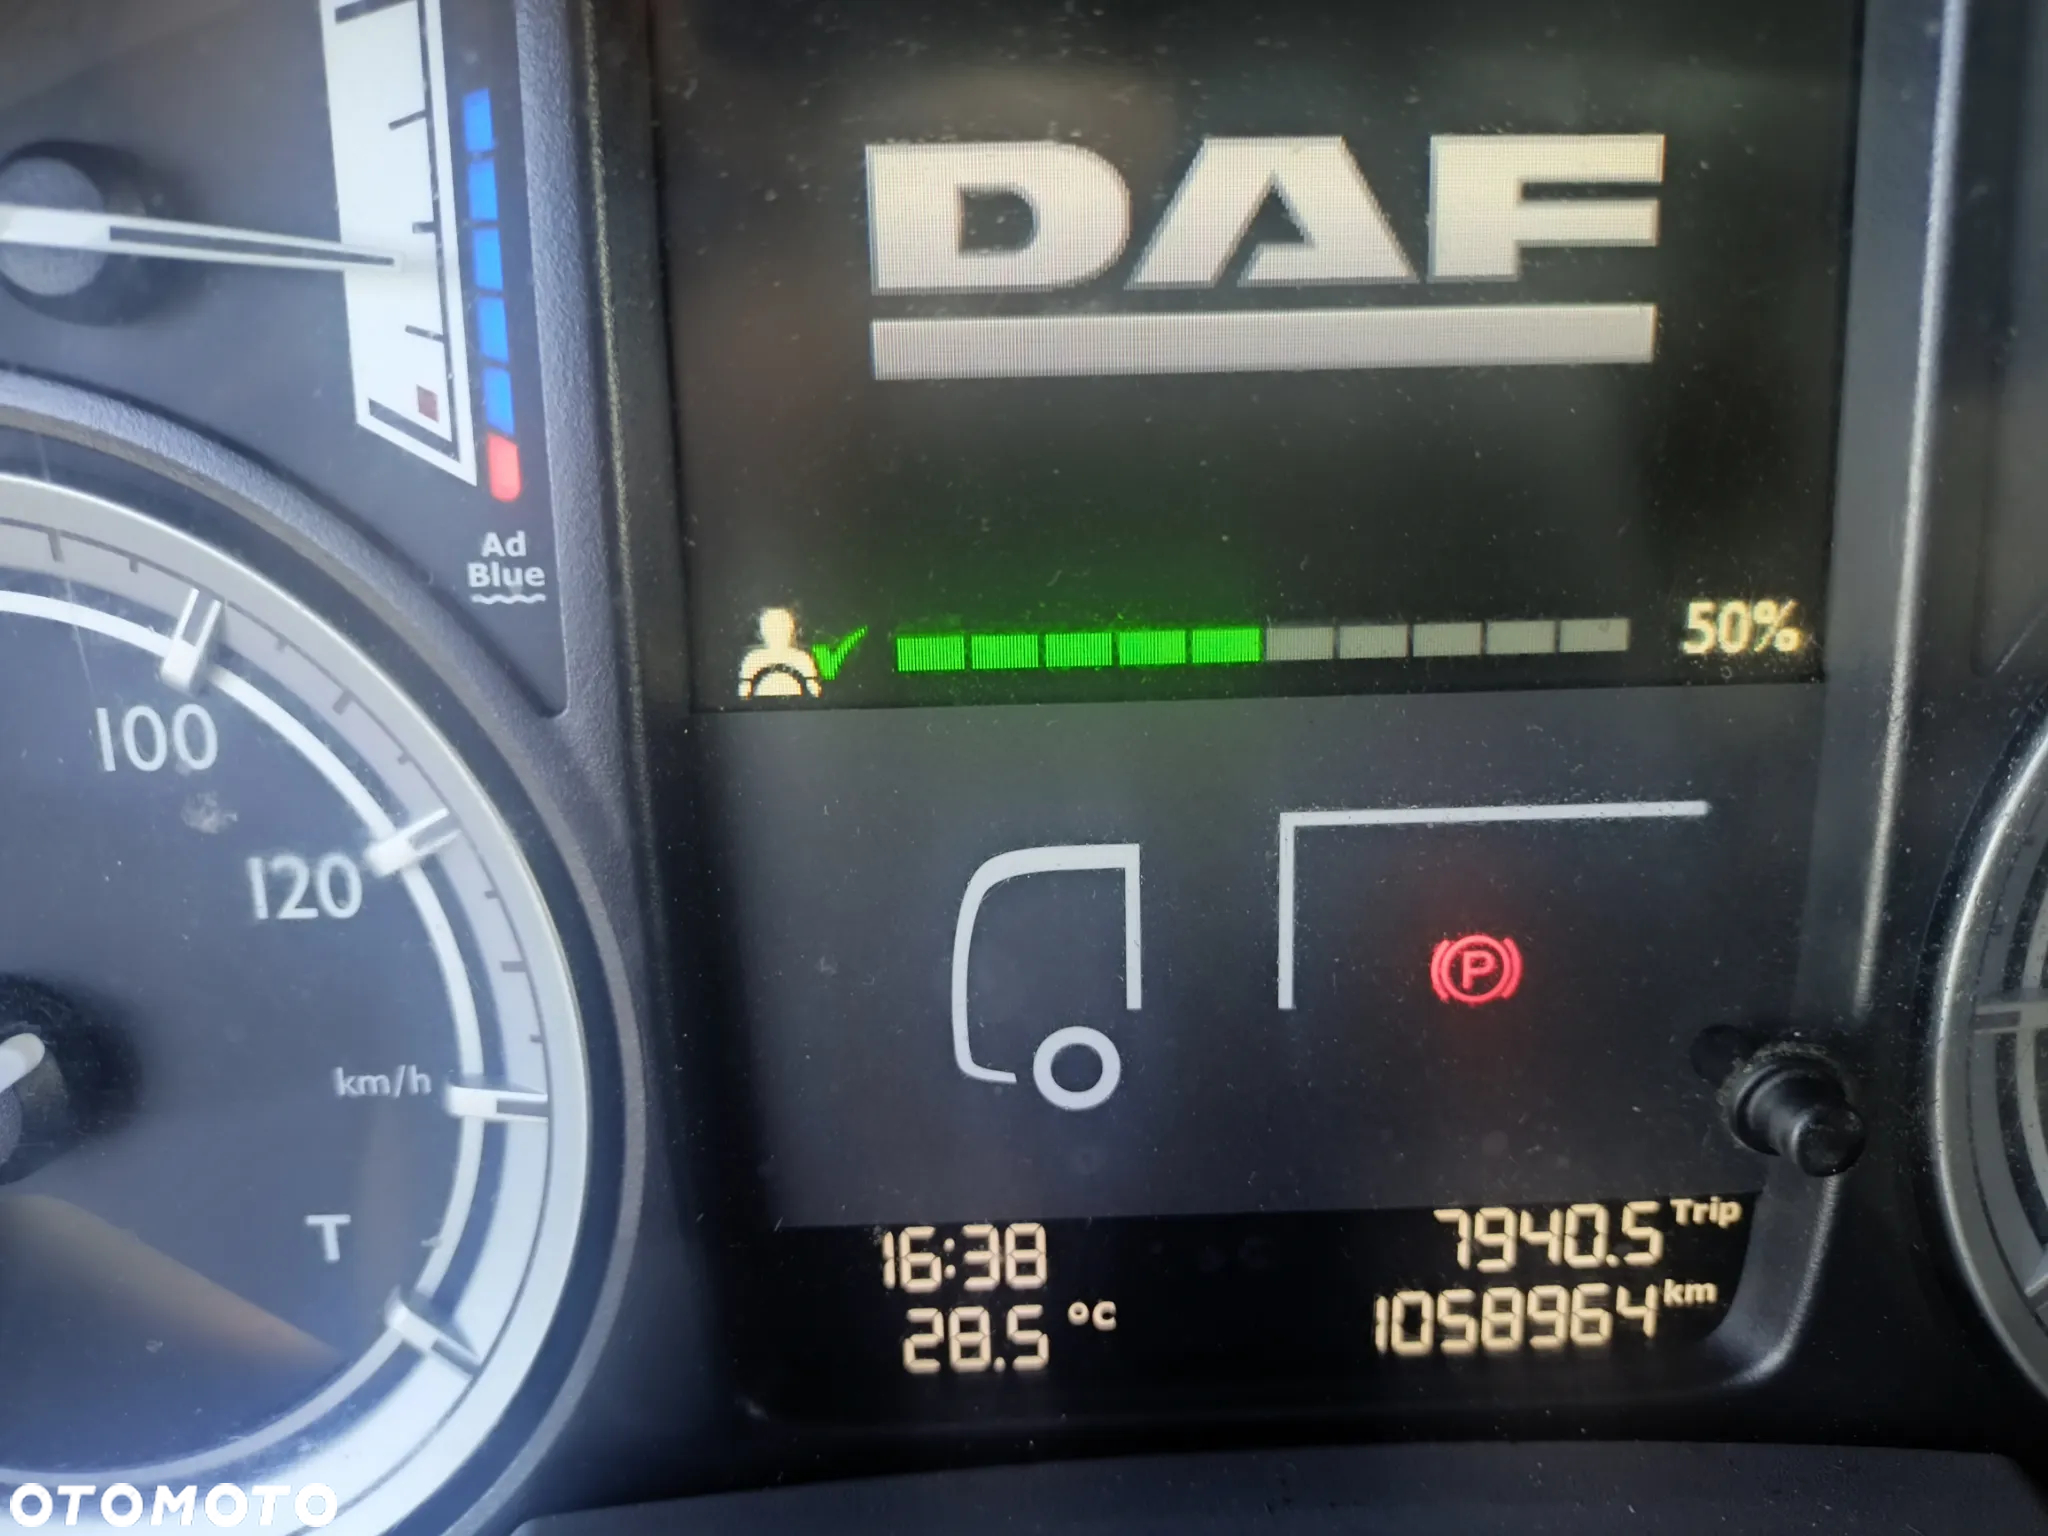 DAF
Ad
Blue
50%
100
120
km/h
P
T
16:38
7940.5 Trip
28.5 °C
1058964 km
OTOMOTO